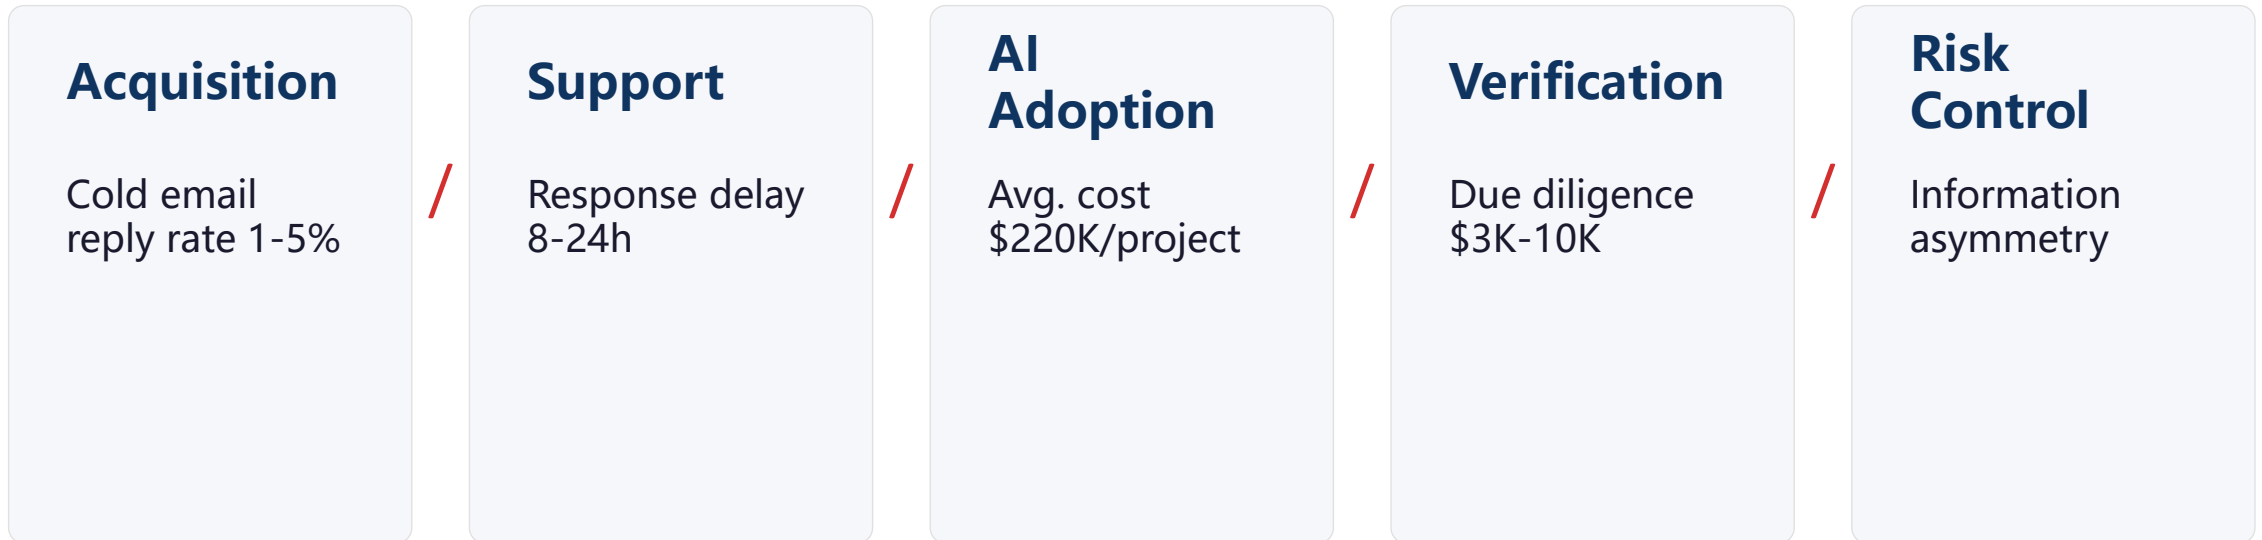 Acquisition
Cold email
reply rate 1-5%
/
Support
Response delay
8-24h
/
AI
Adoption
Avg. cost
$220K/project
/
Verification
Due diligence
$3K-10K
/
Risk
Control
Information
asymmetry